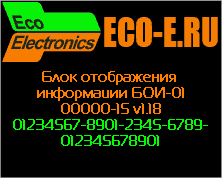 Eco
Electronics
ECO-E.RU
Блок отображения
информации БОИ-01
00000-15 v1.18
01234567-8901-2345-6789-
012345678901